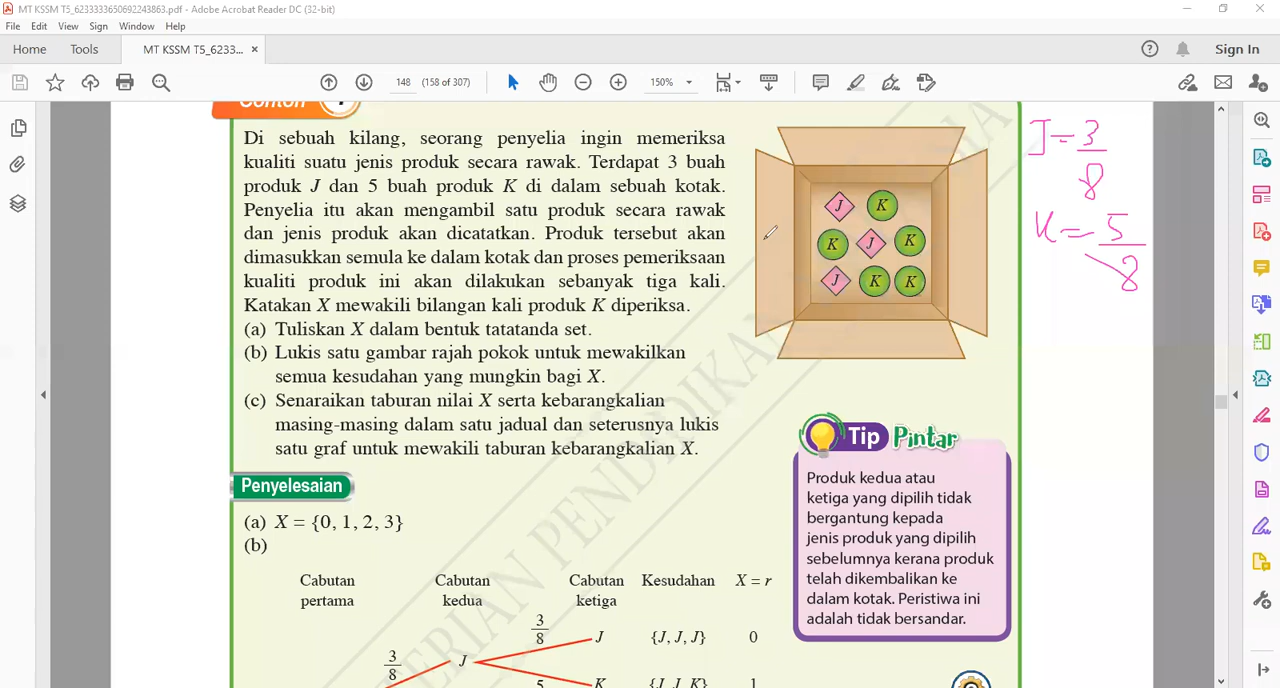 MT KSSM T5_6233333650692243863.pdf - Adobe Acrobat Reader DC (32-bit)
File Edit View Sign Window Help
Home Tools MT KSSM T5_6233... × Sign In
148 (158 of 307) 150%
Contoh
Di sebuah kilang, seorang penyelia ingin memeriksa
kualiti suatu jenis produk secara rawak. Terdapat 3 buah
produk J dan 5 buah produk K di dalam sebuah kotak.
Penyelia itu akan mengambil satu produk secara rawak
dan jenis produk akan dicatatkan. Produk tersebut akan
dimasukkan semula ke dalam kotak dan proses pemeriksaan
kualiti produk ini akan dilakukan sebanyak tiga kali.
Katakan X mewakili bilangan kali produk K diperiksa.
(a) Tuliskan X dalam bentuk tatatanda set.
(b) Lukis satu gambar rajah pokok untuk mewakilkan
semua kesudahan yang mungkin bagi X.
(c) Senaraikan taburan nilai X serta kebarangkalian
masing-masing dalam satu jadual dan seterusnya lukis
satu graf untuk mewakili taburan kebarangkalian X.
J K
K J K
J K K
J = 3/8
K = 5/8
Penyelesaian
(a) X = {0, 1, 2, 3}
(b)
Cabutan Cabutan Cabutan Kesudahan X = r
pertama kedua ketiga
3/8 J {J, J, J} 0
3/8 J
5 K {J, J, K} 1
Tip Pintar
Produk kedua atau
ketiga yang dipilih tidak
bergantung kepada
jenis produk yang dipilih
sebelumnya kerana produk
telah dikembalikan ke
dalam kotak. Peristiwa ini
adalah tidak bersandar.
KEMENTERIAN PENDIDIKAN MALAYSIA